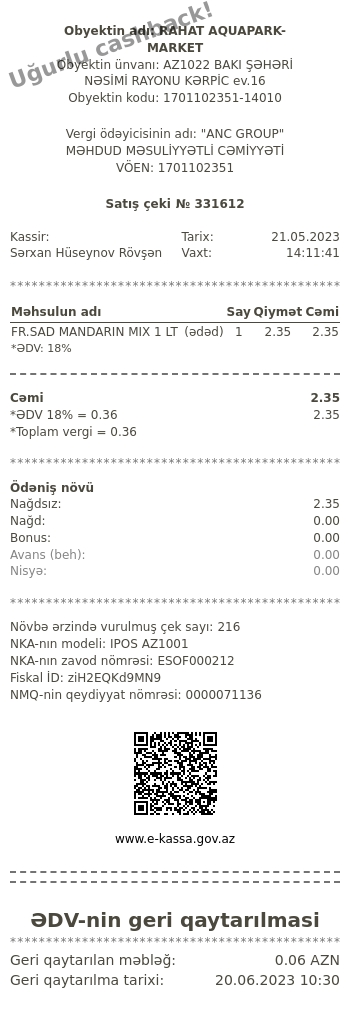 Uğurlu cashback!
Obyektin adı: RAHAT AQUAPARK-
MARKET
Obyektin ünvanı: AZ1022 BAKI ŞƏHƏRİ
NƏSİMİ RAYONU KƏRPİC ev.16
Obyektin kodu: 1701102351-14010
Vergi ödəyicisinin adı: "ANC GROUP"
MƏHDUD MƏSULİYYƏTLİ CƏMİYYƏTİ
VÖEN: 1701102351
Satış çeki № 331612
Kassir: Tarix: 21.05.2023
Sərxan Hüseynov Rövşən Vaxt: 14:11:41
**********************************************
Məhsulun adı Say Qiymət Cəmi
FR.SAD MANDARIN MIX 1 LT (ədəd) 1 2.35 2.35
*ƏDV: 18%
Cəmi 2.35
*ƏDV 18% = 0.36 2.35
*Toplam vergi = 0.36
**********************************************
Ödəniş növü
Nağdsız: 2.35
Nağd: 0.00
Bonus: 0.00
Avans (beh): 0.00
Nisyə: 0.00
**********************************************
Növbə ərzində vurulmuş çek sayı: 216
NKA-nın modeli: IPOS AZ1001
NKA-nın zavod nömrəsi: ESOF000212
Fiskal İD: ziH2EQKd9MN9
NMQ-nin qeydiyyat nömrəsi: 0000071136
www.e-kassa.gov.az
ƏDV-nin geri qaytarılması
**********************************************
Geri qaytarılan məbləğ: 0.06 AZN
Geri qaytarılma tarixi: 20.06.2023 10:30